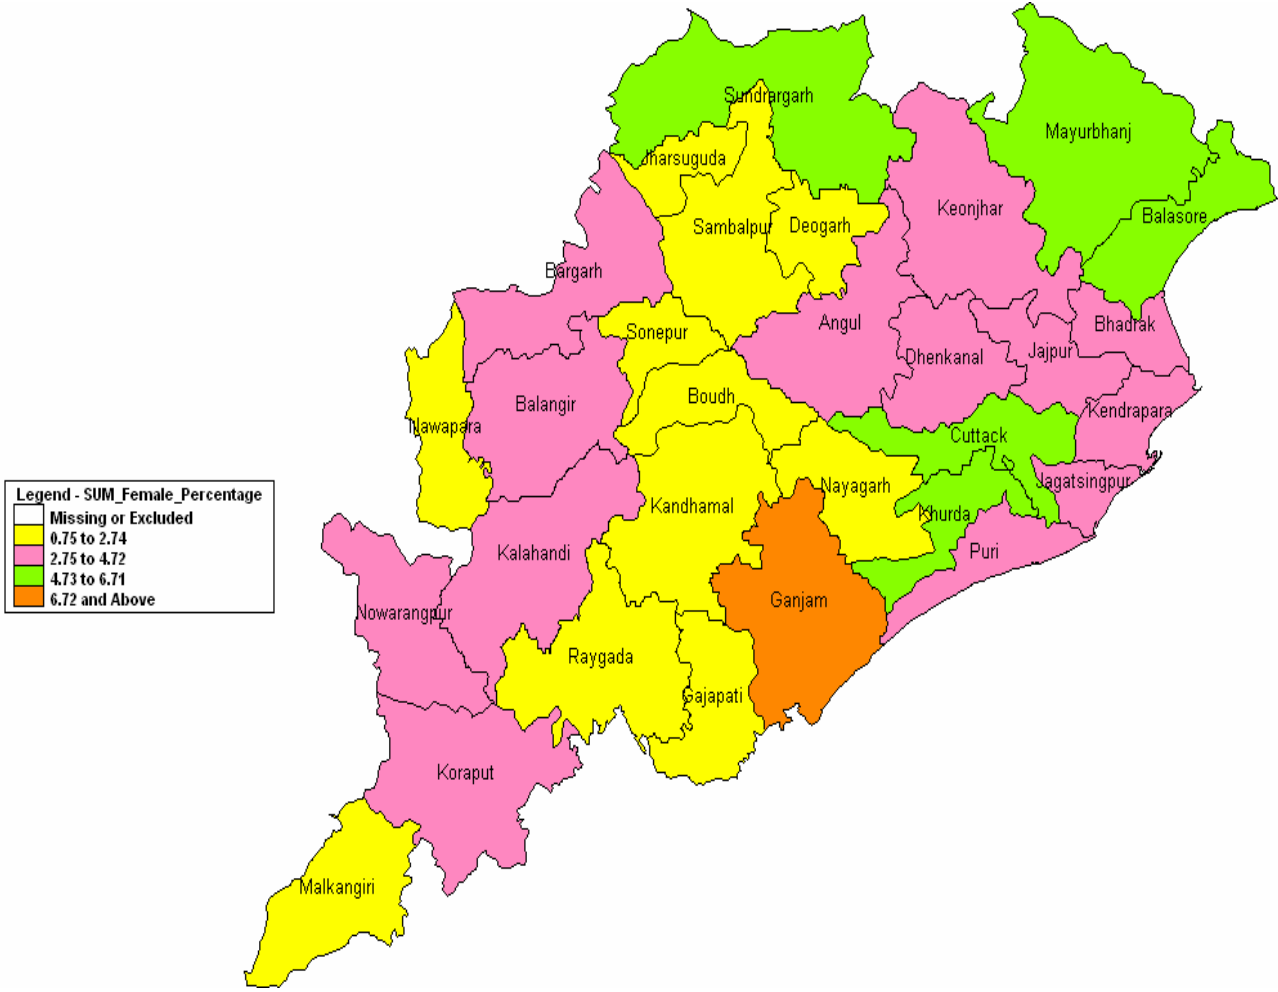 Sundrargarh
Mayurbhanj
Jharsuguda
Keonjhar
Balasore
Sambalpur
Deogarh
Bargarh
Angul
Bhadrak
Sonepur
Jajpur
Dhenkanal
Boudh
Balangir
Kendrapara
Nawapara
Cuttack
Jagatsingpur
Nayagarh
Kandhamal
Khurda
Kalahandi
Puri
Ganjam
Nowarangpur
Raygada
Gajapati
Koraput
Malkangiri
Legend - SUM_Female_Percentage
Missing or Excluded
0.75 to 2.74
2.75 to 4.72
4.73 to 6.71
6.72 and Above